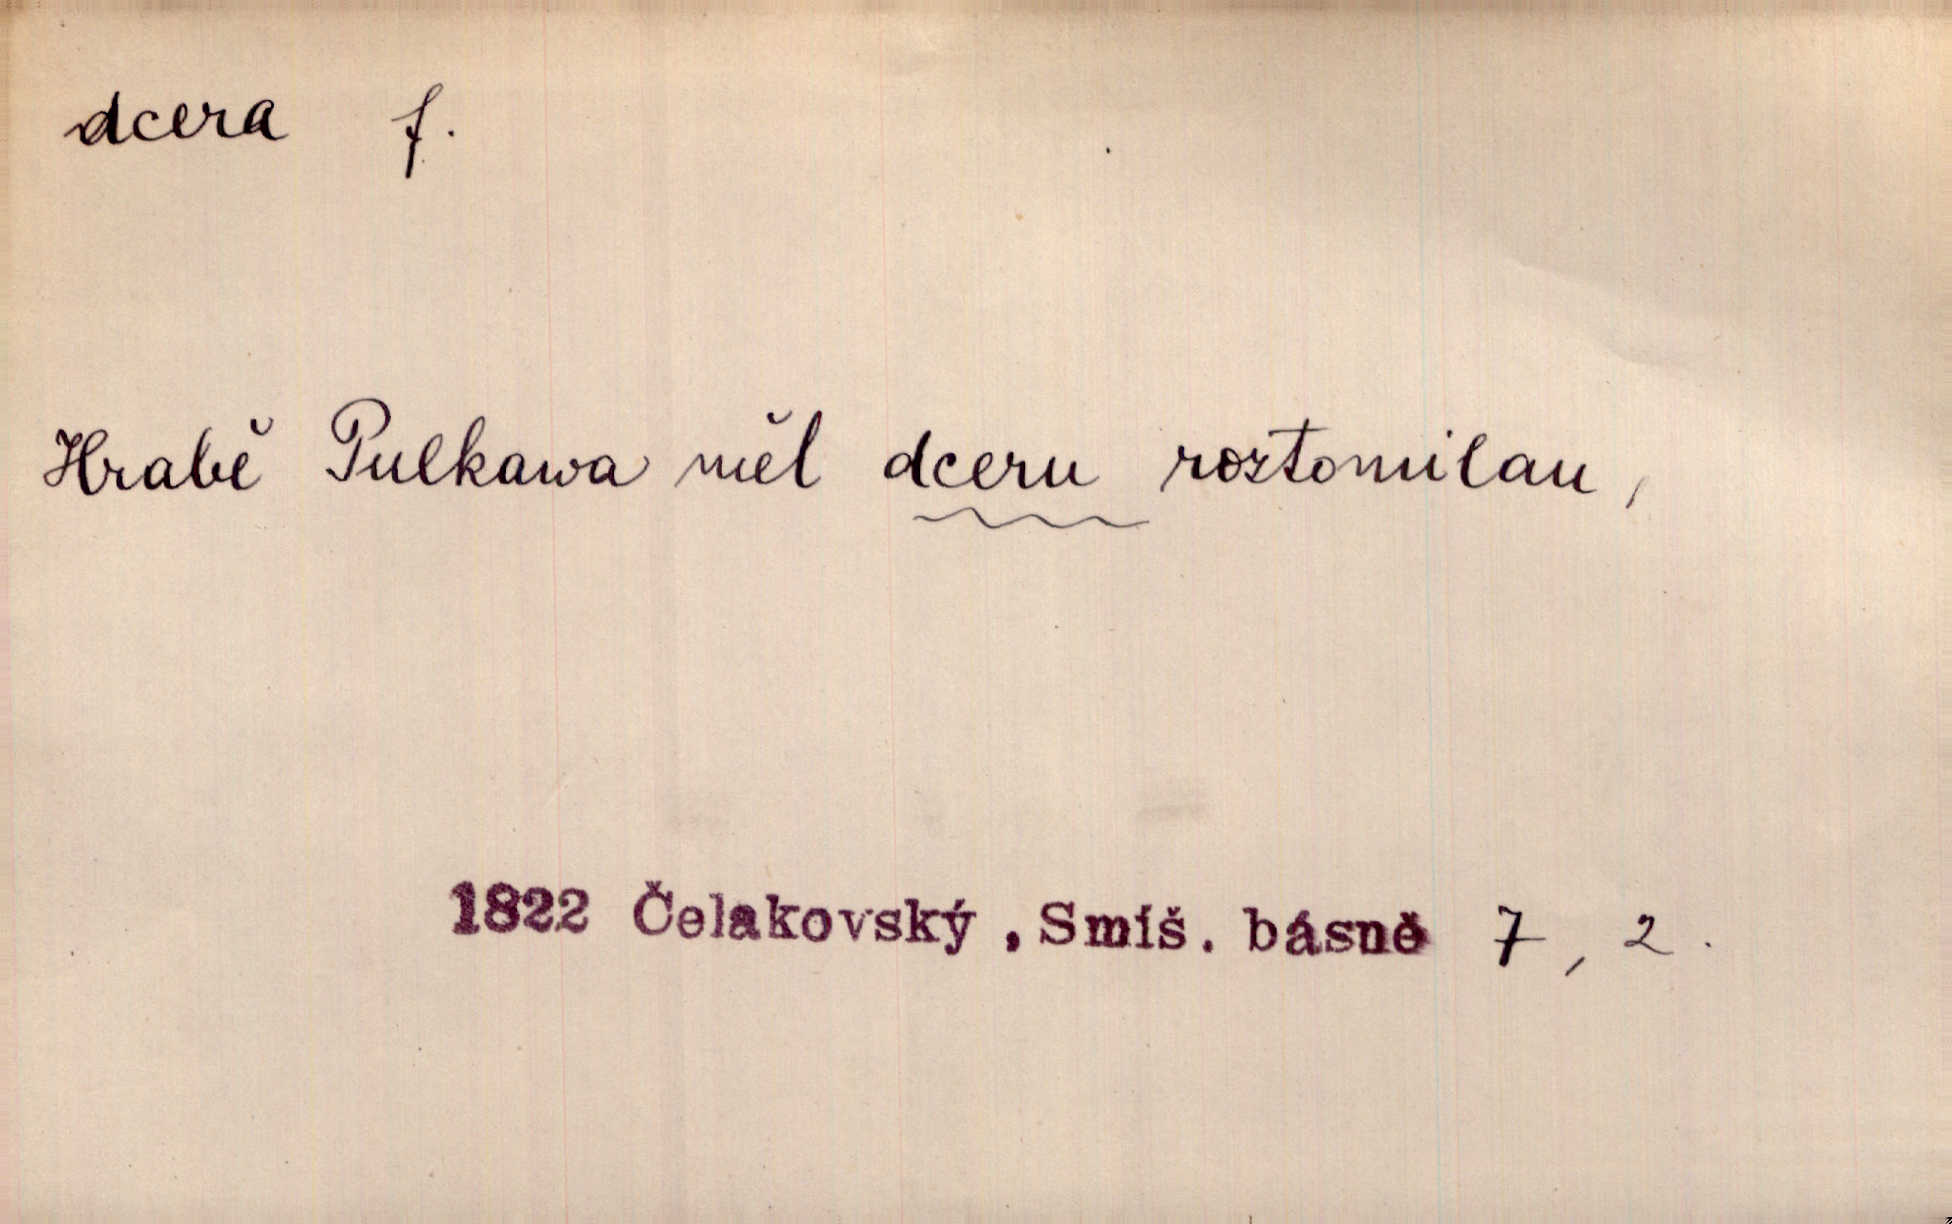 dcera f.
Hrabě Pulkawa měl dceru roztomilau,
1822 Čelakovský, Smíš. básně 7, 2.